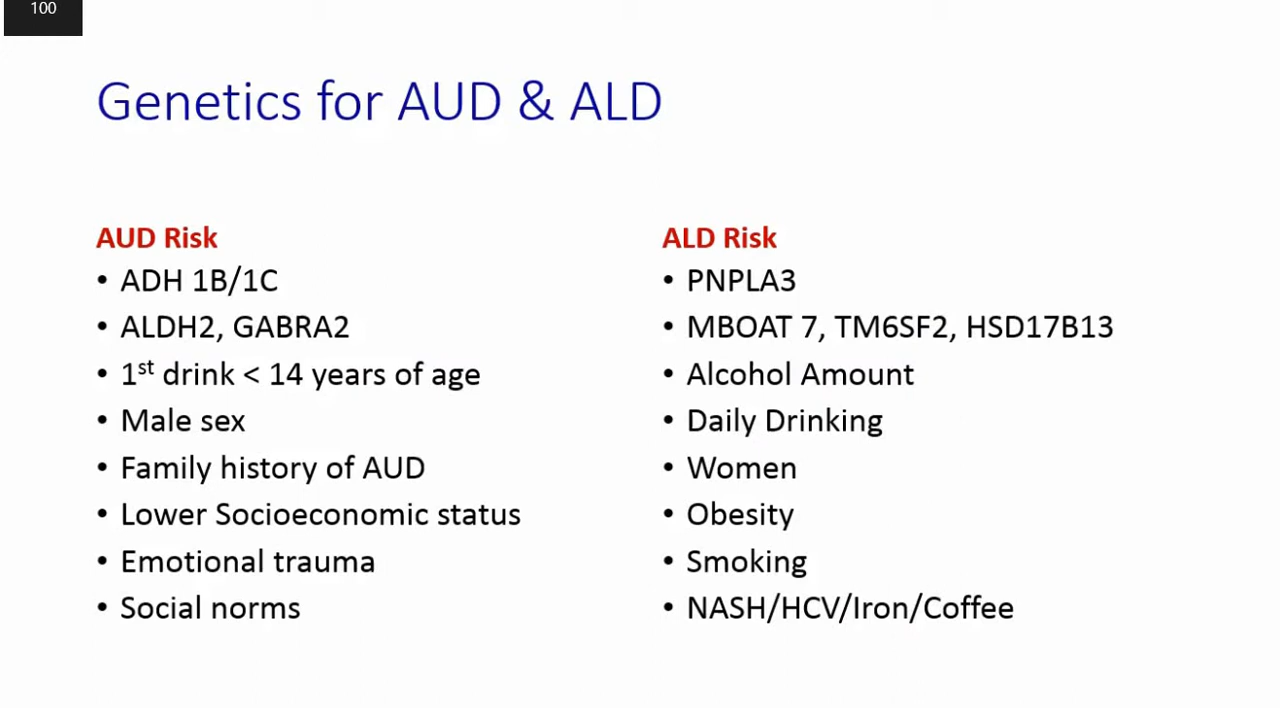 100
Genetics for AUD & ALD
AUD Risk
• ADH 1B/1C
• ALDH2, GABRA2
• 1st drink < 14 years of age
• Male sex
• Family history of AUD
• Lower Socioeconomic status
• Emotional trauma
• Social norms
ALD Risk
• PNPLA3
• MBOAT 7, TM6SF2, HSD17B13
• Alcohol Amount
• Daily Drinking
• Women
• Obesity
• Smoking
• NASH/HCV/Iron/Coffee